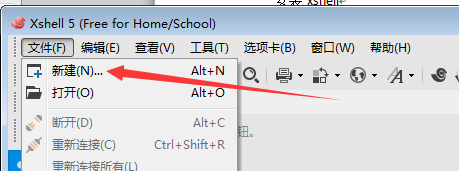 安装 Xshell
Xshell 5 (Free for Home/School)
文件(F) 编辑(E) 查看(V) 工具(T) 选项卡(B) 窗口(W) 帮助(H)
新建(N)... Alt+N
打开(O) Alt+O
断开(D) Alt+C
重新连接(C) Ctrl+Shift+R
钮。
重新连接所有(L)